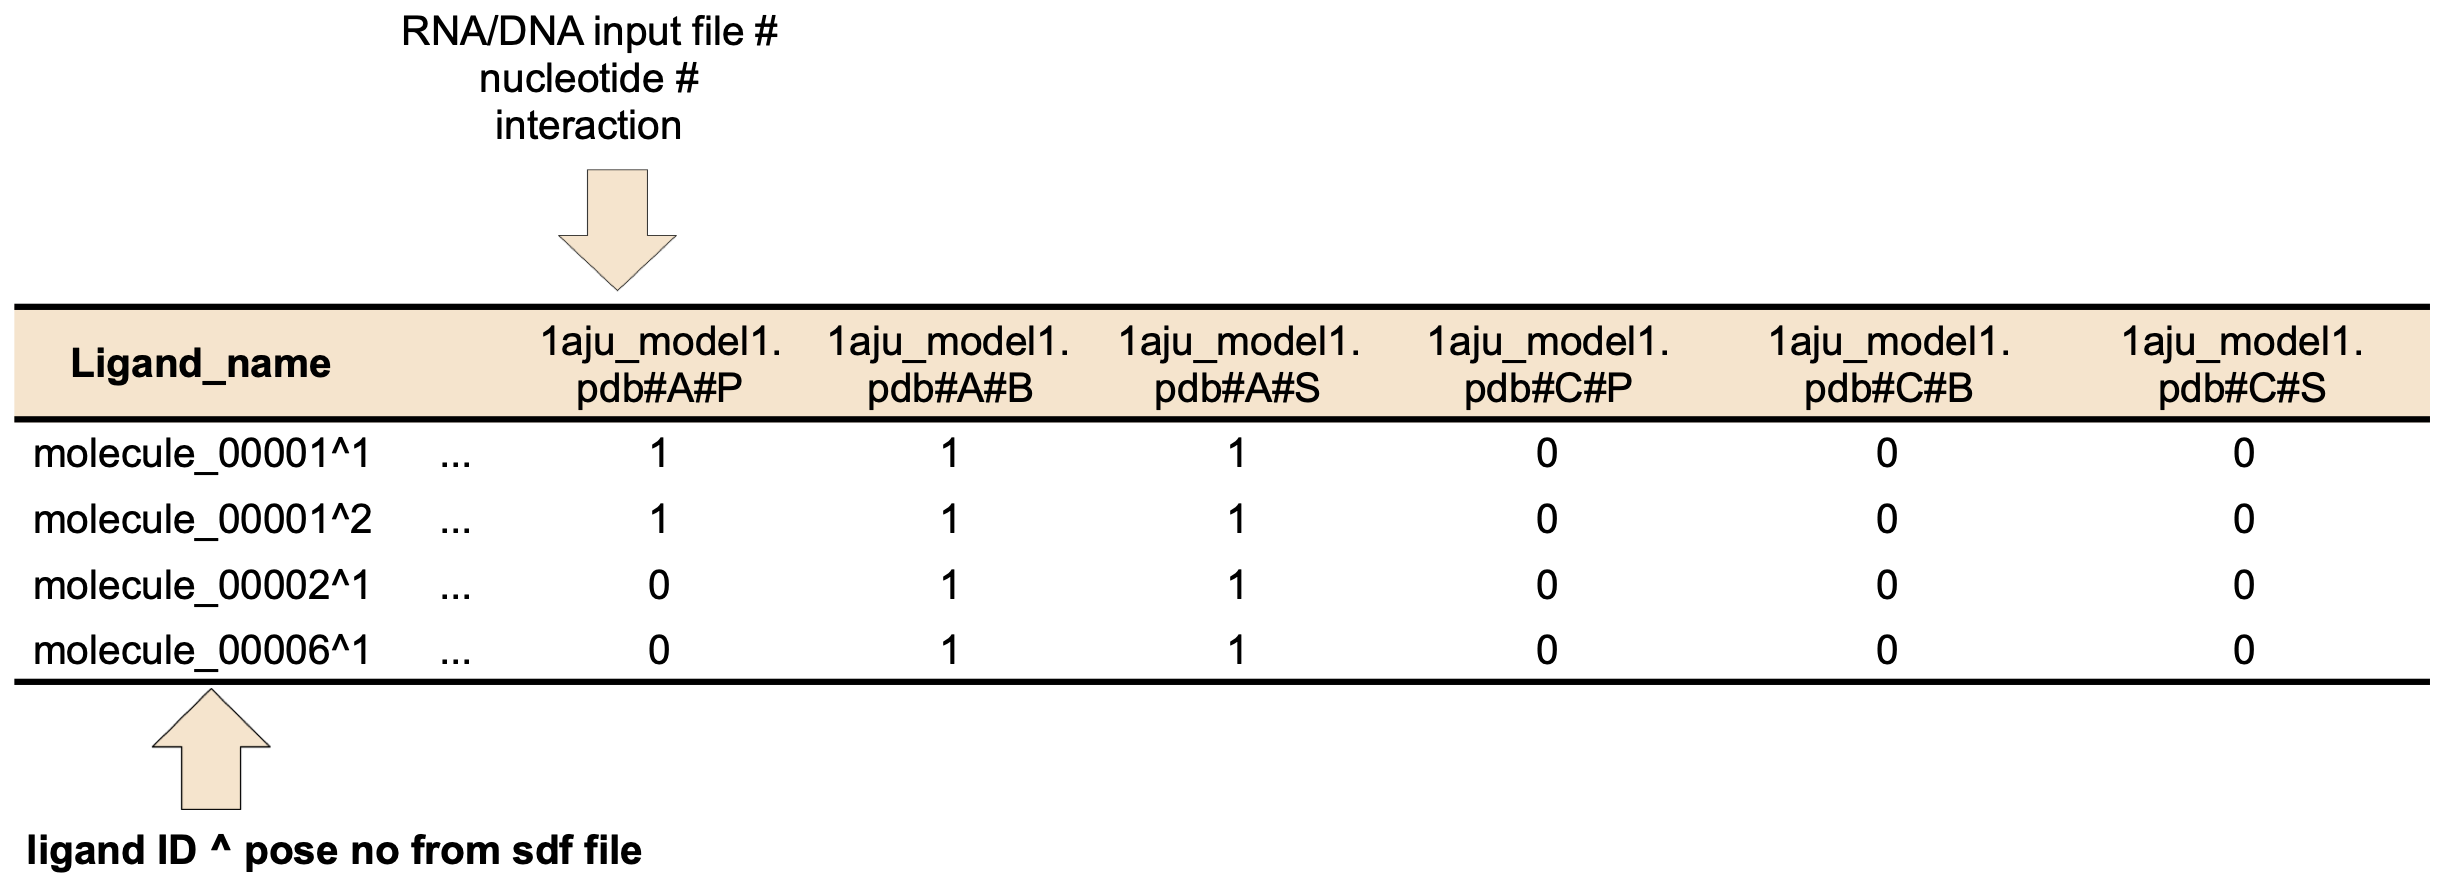 RNA/DNA input file #
nucleotide #
interaction
Ligand_name 1aju_model1. 1aju_model1. 1aju_model1. 1aju_model1. 1aju_model1. 1aju_model1.
pdb#A#P pdb#A#B pdb#A#S pdb#C#P pdb#C#B pdb#C#S
molecule_00001^1 ... 1 1 1 0 0 0
molecule_00001^2 ... 1 1 1 0 0 0
molecule_00002^1 ... 0 1 1 0 0 0
molecule_00006^1 ... 0 1 1 0 0 0
ligand ID ^ pose no from sdf file